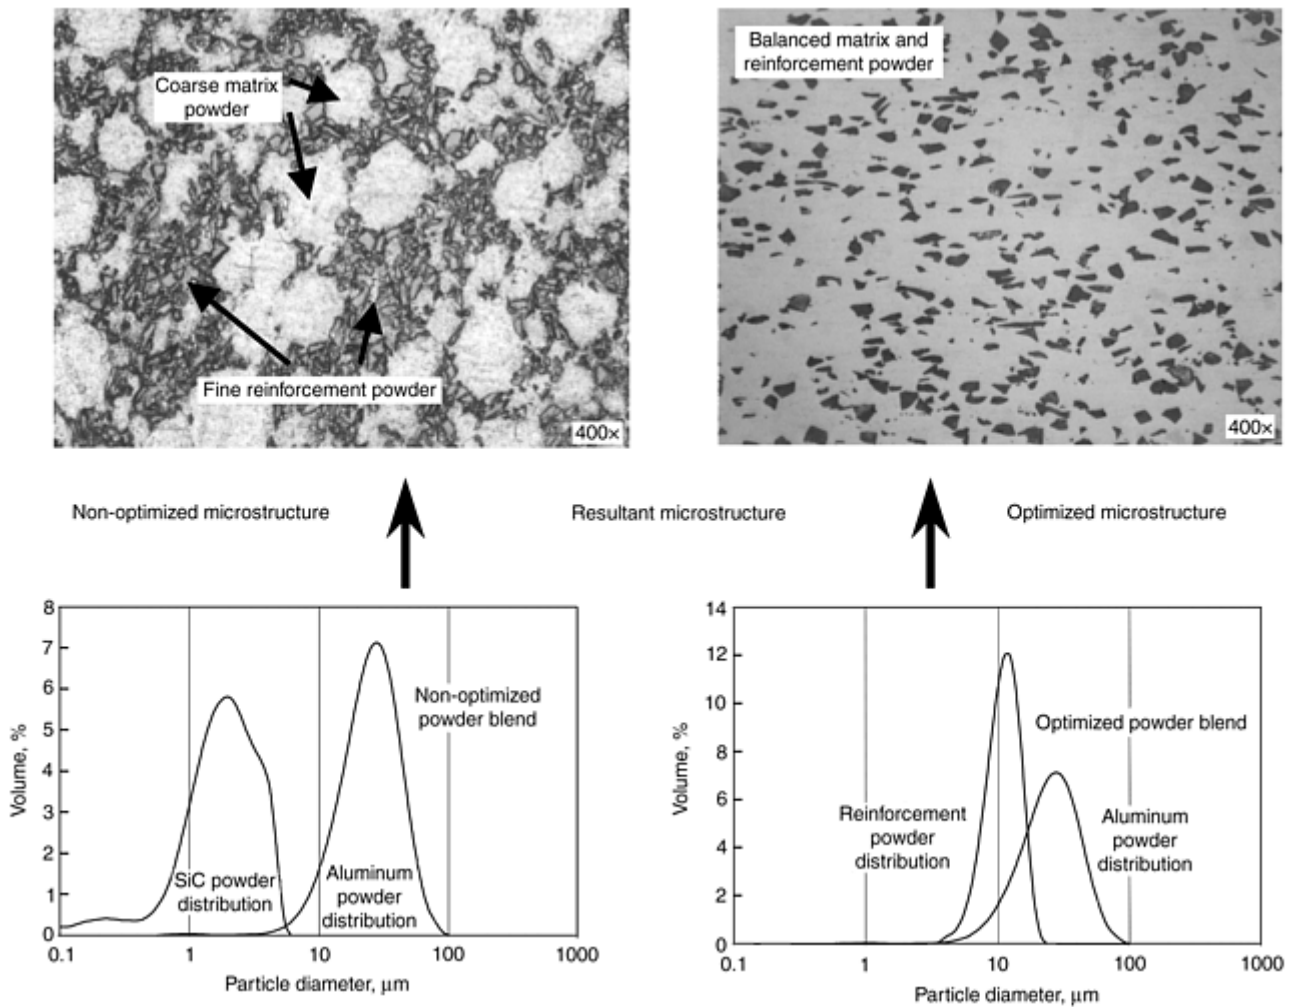 Coarse matrix
powder
Fine reinforcement powder
400×
Balanced matrix and
reinforcement powder
400×
Non-optimized microstructure
Resultant microstructure
Optimized microstructure
Volume, %
8
7
6
5
4
3
2
1
0
Non-optimized
powder blend
SiC powder
distribution
Aluminum
powder
distribution
0.1
1
10
100
1000
Particle diameter, μm
Volume, %
14
12
10
8
6
4
2
0
Optimized powder blend
Reinforcement
powder
distribution
Aluminum
powder
distribution
0.1
1
10
100
1000
Particle diameter, μm